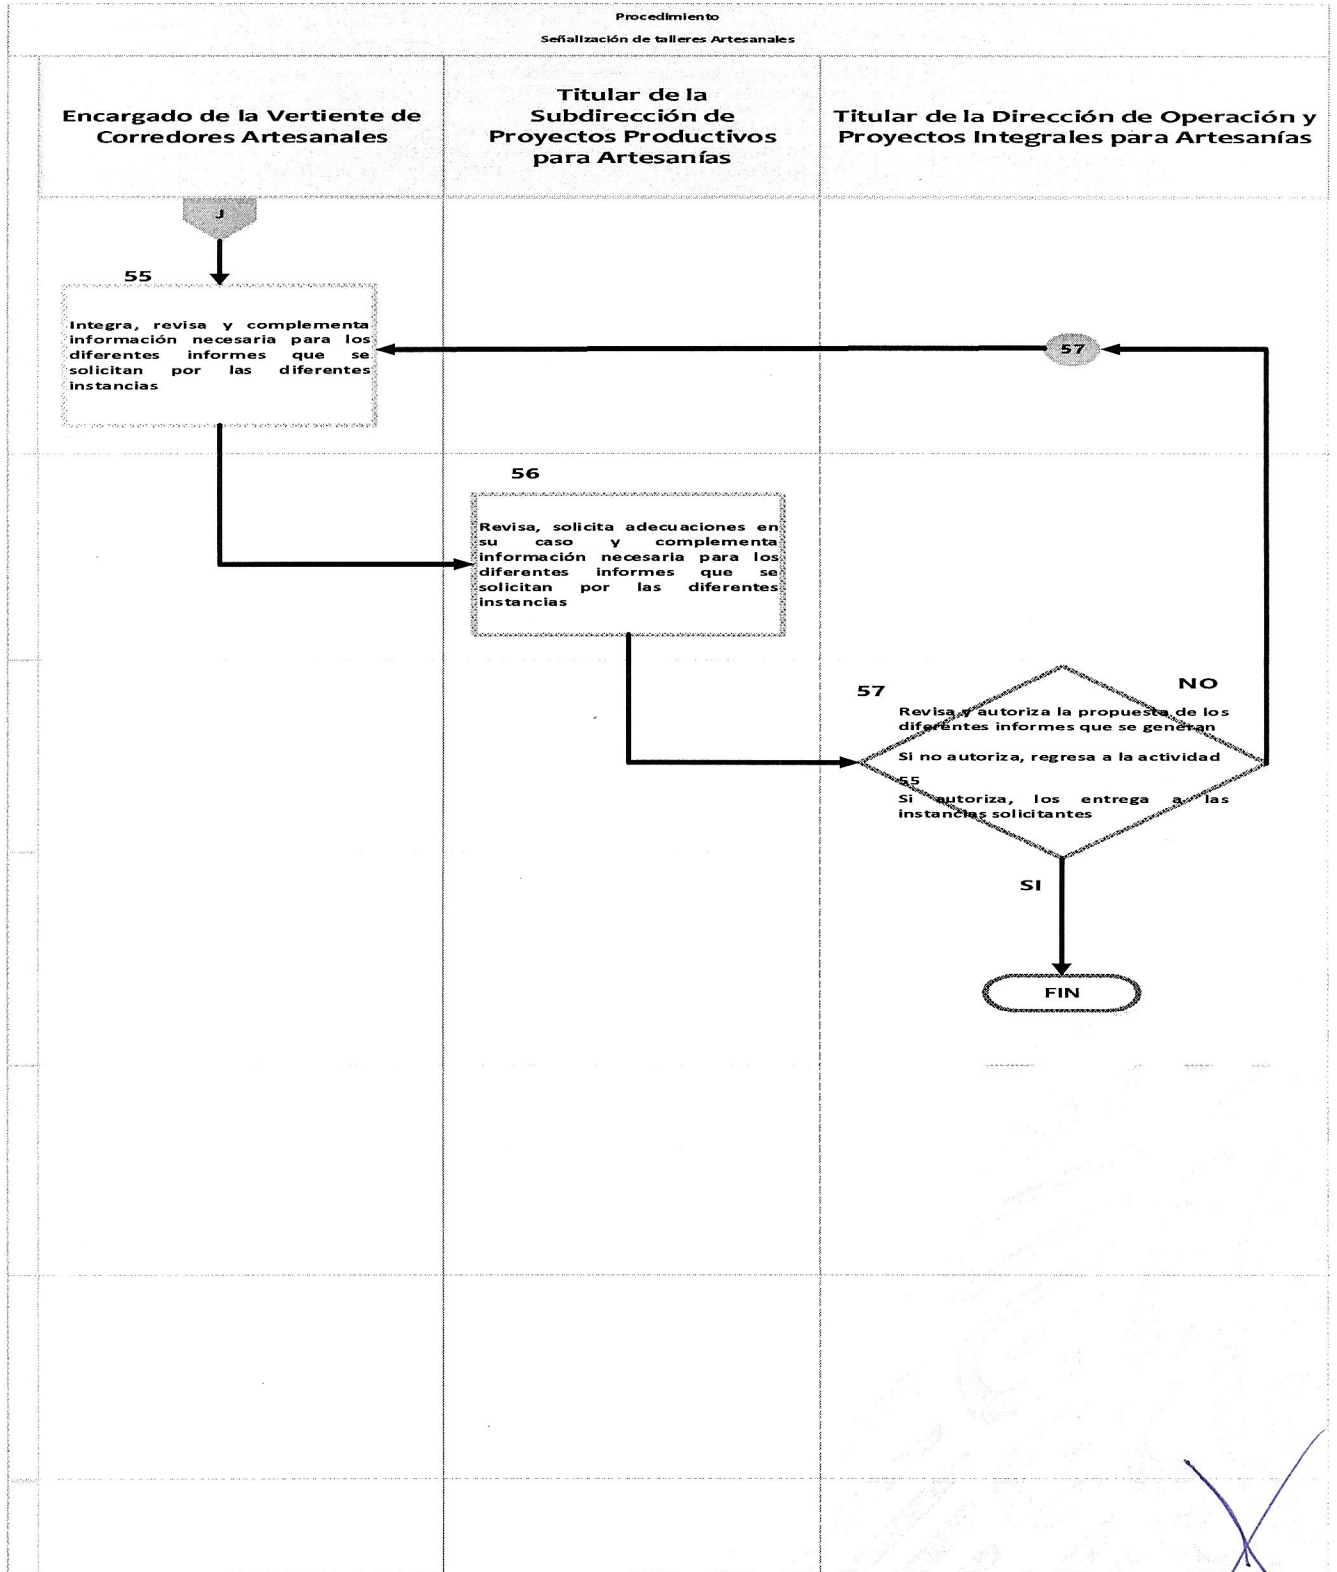 Procedimiento
Señalización de talleres Artesanales
Encargado de la Vertiente de
Corredores Artesanales
Titular de la
Subdirección de
Proyectos Productivos
para Artesanías
Titular de la Dirección de Operación y
Proyectos Integrales para Artesanías
J
55
Integra, revisa y complementa
información necesaria para los
diferentes informes que se
solicitan por las diferentes
instancias
57
56
Revisa, solicita adecuaciones en
su caso y complementa
información necesaria para los
diferentes informes que se
solicitan por las diferentes
instancias
57
NO
Revisa y autoriza la propuesta de los
diferentes informes que se generan
Si no autoriza, regresa a la actividad
55
Si autoriza, los entrega a las
instancias solicitantes
SI
FIN